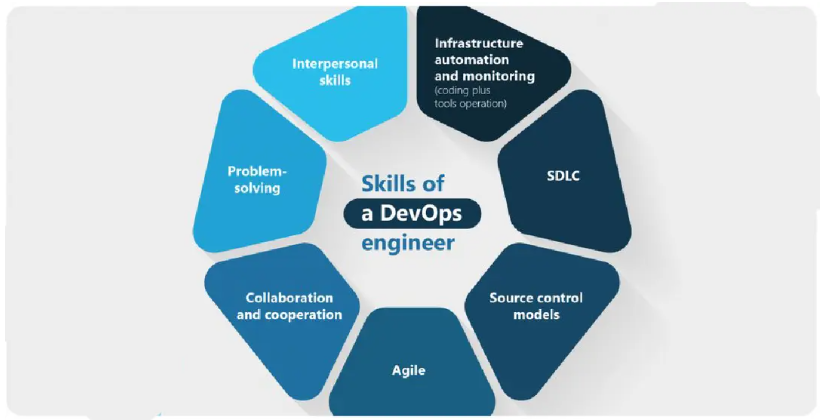 Skills of
a DevOps
engineer
Infrastructure
automation
and monitoring
(coding plus
tools operation)
SDLC
Source control
models
Agile
Collaboration
and cooperation
Problem-
solving
Interpersonal
skills